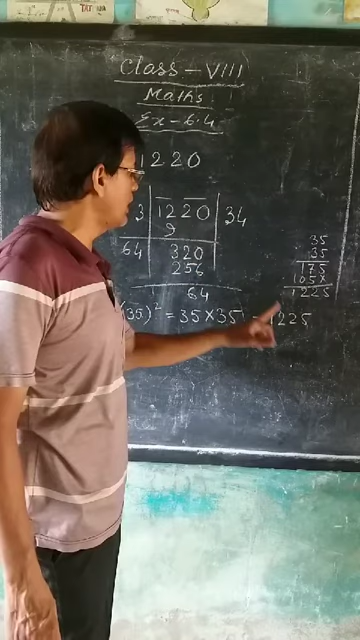 Class - VIII
Maths
Ex - 6.4
1220
3 1220 34
9
64 320
256
64
(35)² = 35×35 = 1225
35
35
175
105×
1225